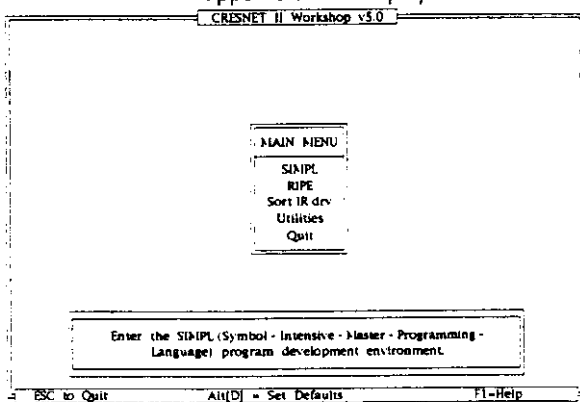 CRESNET II Workshop v5.0
MAIN MENU
SIMPL
RIPE
Sort IR drv
Utilities
Quit
Enter the SIMPL (Symbol - Intensive - Master - Programming -
Language) program development environment.
ESC to Quit Alt[D] = Set Defaults F1-Help